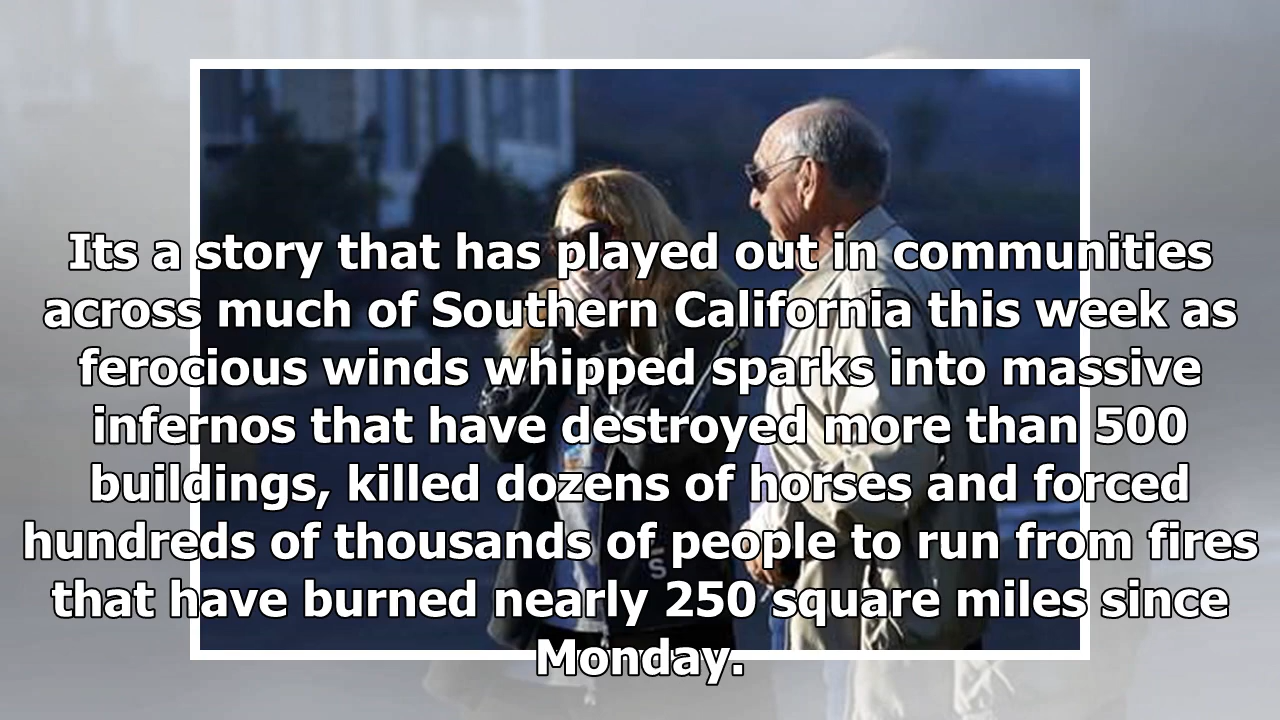 Its a story that has played out in communities
across much of Southern California this week as
ferocious winds whipped sparks into massive
infernos that have destroyed more than 500
buildings, killed dozens of horses and forced
hundreds of thousands of people to run from fires
that have burned nearly 250 square miles since
Monday.